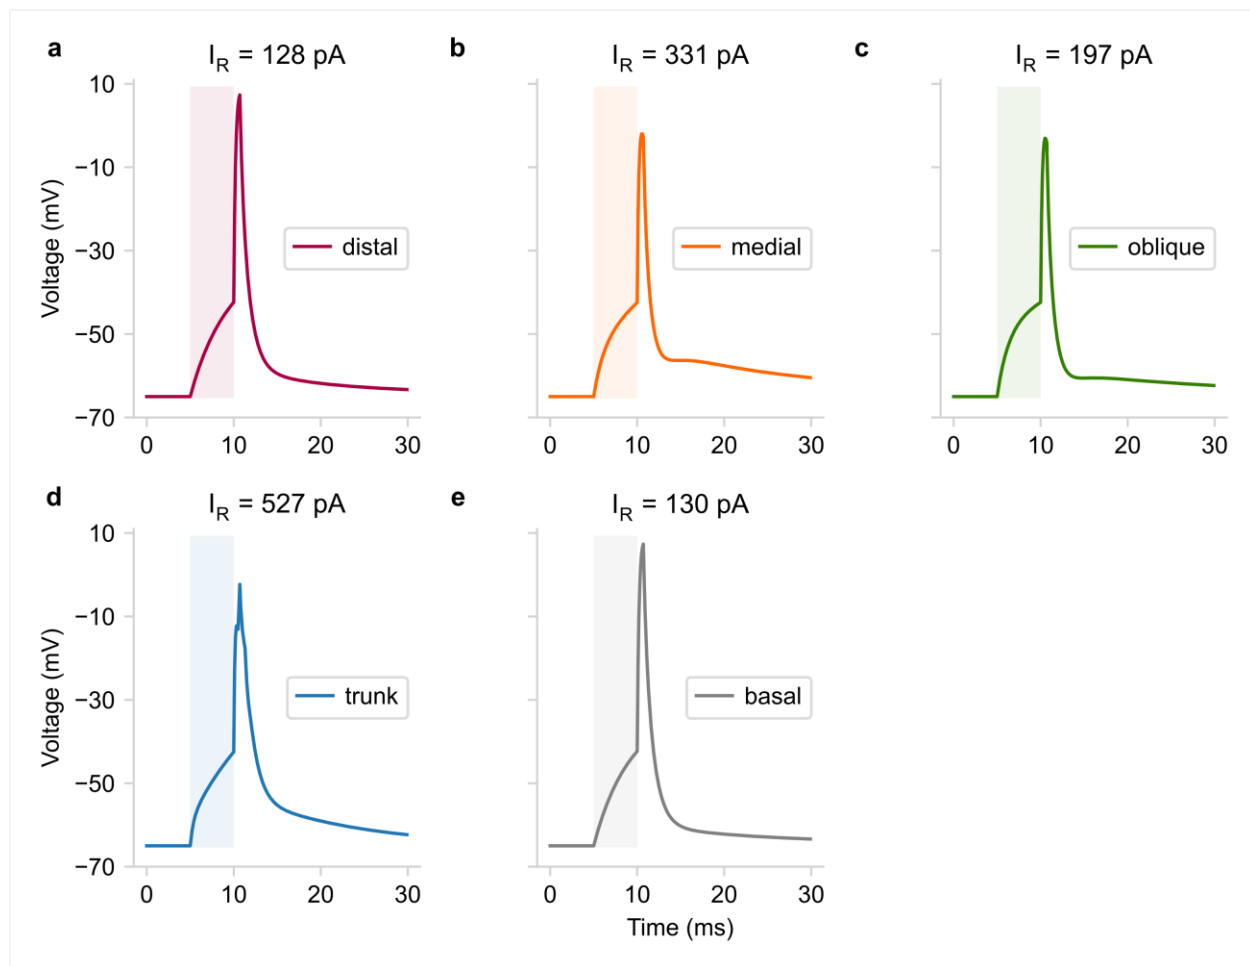 a
I_R = 128 pA
b
I_R = 331 pA
c
I_R = 197 pA
10
−10
−30
−50
−70
Voltage (mV)
distal
medial
oblique
0 10 20 30
0 10 20 30
0 10 20 30
d
I_R = 527 pA
e
I_R = 130 pA
10
−10
−30
−50
−70
Voltage (mV)
trunk
basal
0 10 20 30
0 10 20 30
Time (ms)